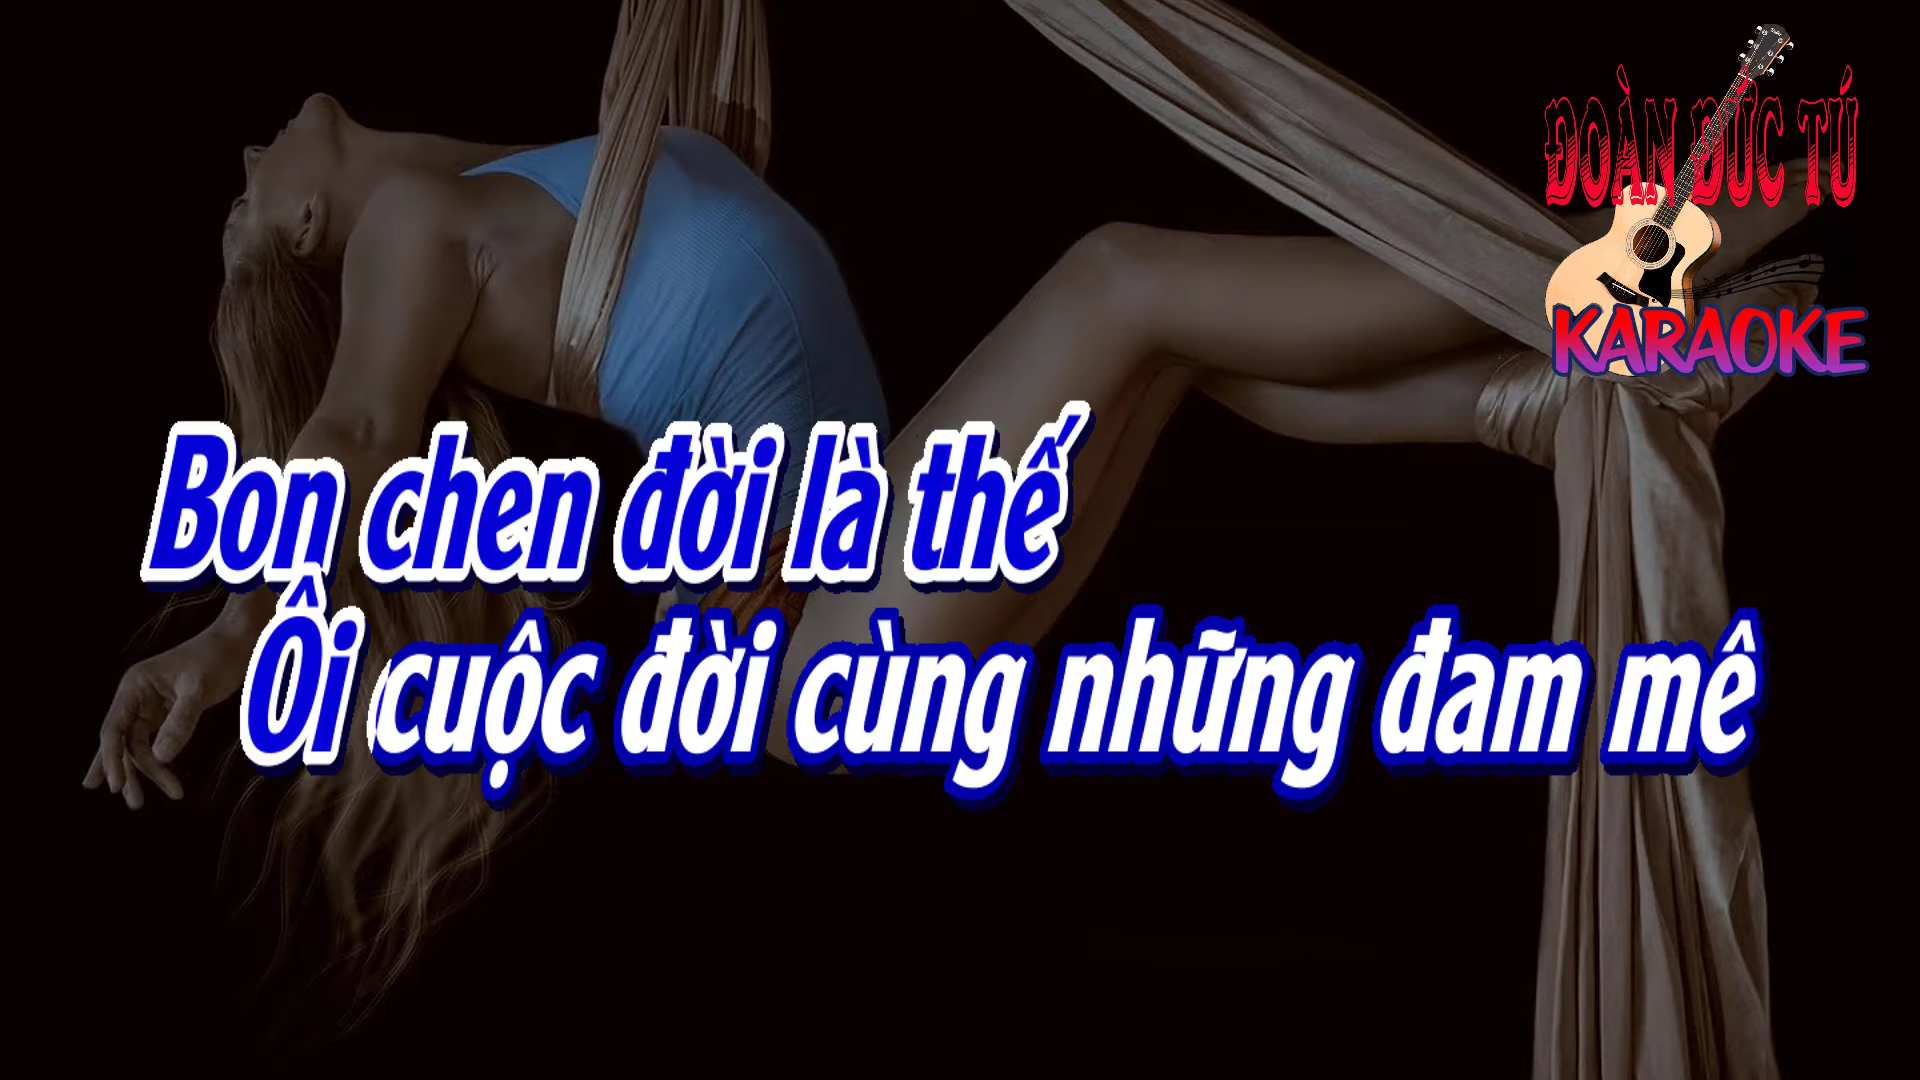 ĐOÀN ĐỨC TÚ
KARAOKE
Bon chen đời là thế
Ôi cuộc đời cùng những đam mê